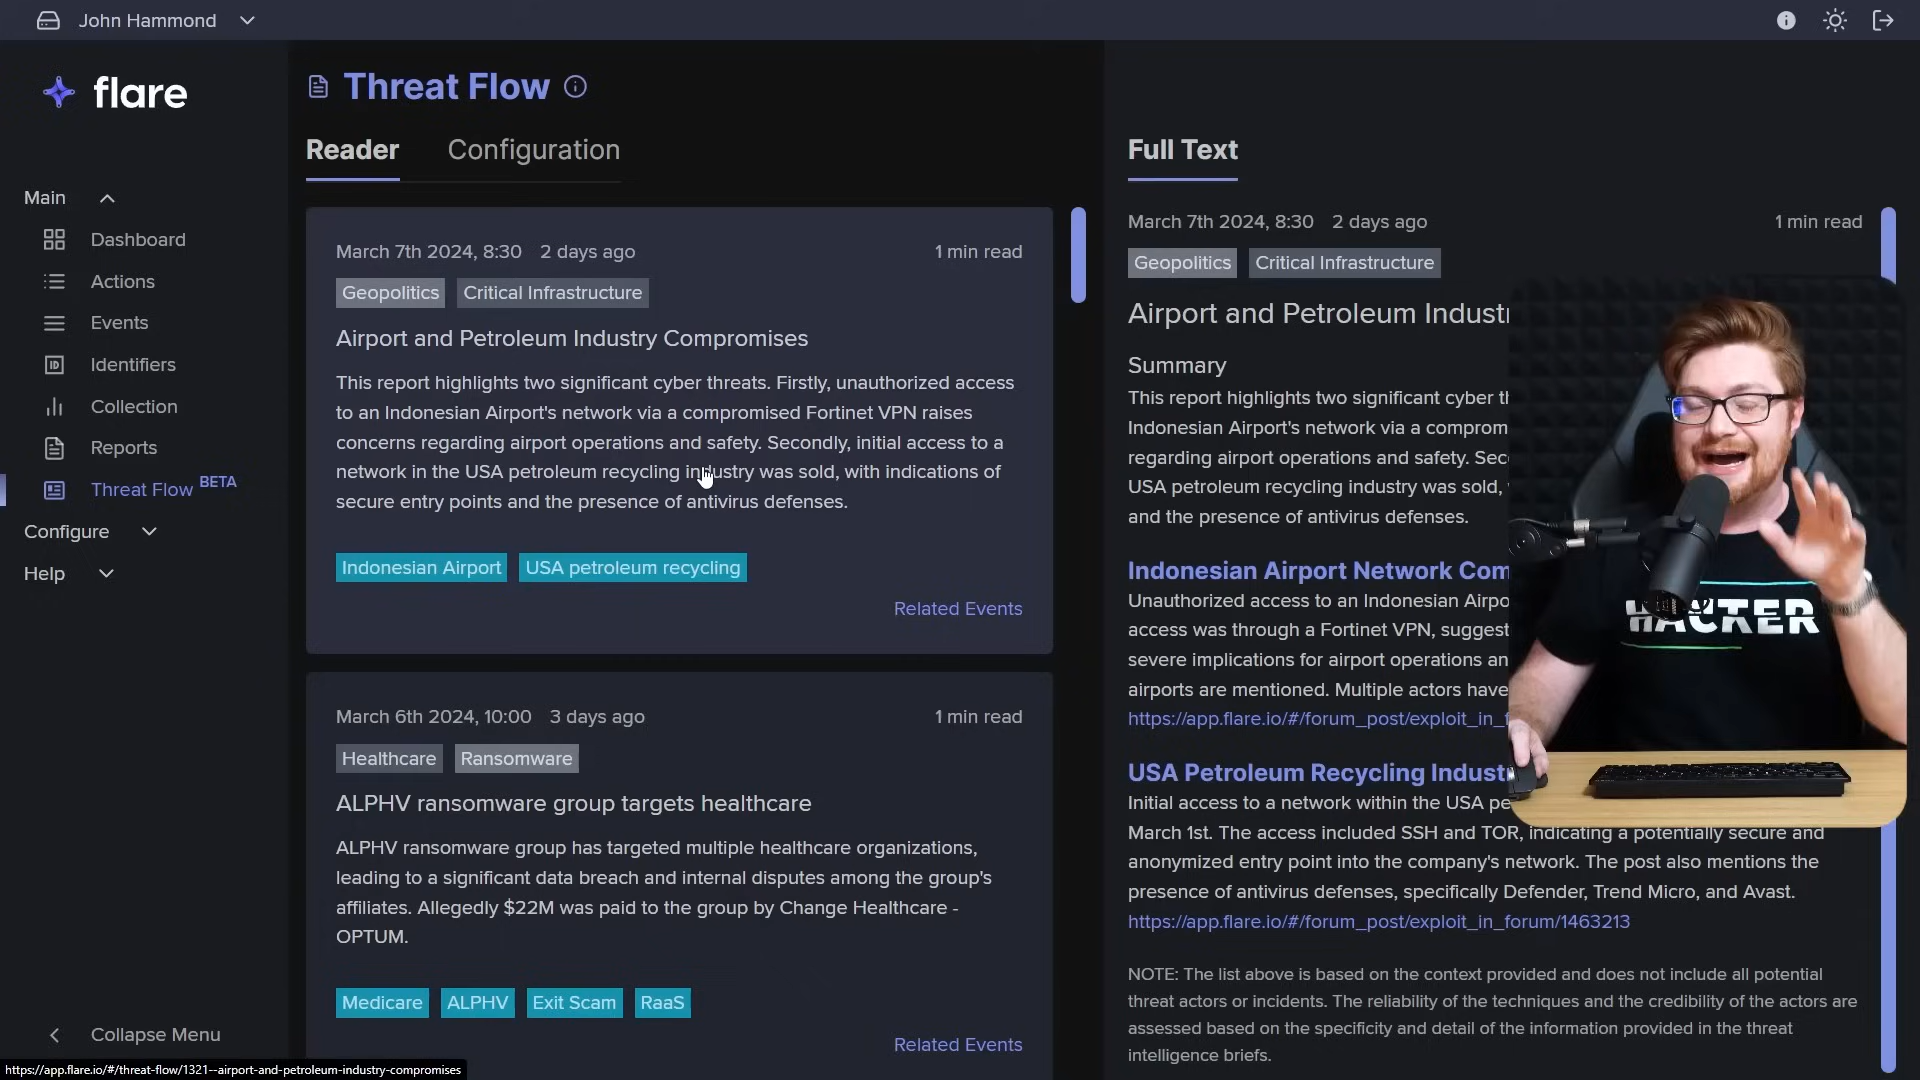 John Hammond
flare
Main
Dashboard
Actions
Events
Identifiers
Collection
Reports
Threat Flow BETA
Configure
Help
Collapse Menu
https://app.flare.io/#/threat-flow/1321--airport-and-petroleum-industry-compromises
Threat Flow
Reader Configuration
March 7th 2024, 8:30 2 days ago 1 min read
Geopolitics Critical Infrastructure
Airport and Petroleum Industry Compromises
This report highlights two significant cyber threats. Firstly, unauthorized access
to an Indonesian Airport's network via a compromised Fortinet VPN raises
concerns regarding airport operations and safety. Secondly, initial access to a
network in the USA petroleum recycling industry was sold, with indications of
secure entry points and the presence of antivirus defenses.
Indonesian Airport USA petroleum recycling
Related Events
March 6th 2024, 10:00 3 days ago 1 min read
Healthcare Ransomware
ALPHV ransomware group targets healthcare
ALPHV ransomware group has targeted multiple healthcare organizations,
leading to a significant data breach and internal disputes among the group's
affiliates. Allegedly $22M was paid to the group by Change Healthcare -
OPTUM.
Medicare ALPHV Exit Scam RaaS
Related Events
Full Text
March 7th 2024, 8:30 2 days ago 1 min read
Geopolitics Critical Infrastructure
Airport and Petroleum
Summary
This report highlights two significant cyber
Indonesian Airport's network via a
regarding airport operations and safety.
USA petroleum recycling industry was sold,
and the presence of antivirus defenses.
Indonesian Airport Network
Unauthorized access to an Indonesian
access was through a Fortinet VPN,
severe implications for airport operations
airports are mentioned. Multiple actors have
https://app.flare.io/#/forum_post/exploit_in_
USA Petroleum Recycling
Initial access to a network within the USA
March 1st. The access included SSH and TOR, indicating a potentially secure and
anonymized entry point into the company's network. The post also mentions the
presence of antivirus defenses, specifically Defender, Trend Micro, and Avast.
https://app.flare.io/#/forum_post/exploit_in_forum/1463213
NOTE: The list above is based on the context provided and does not include all potential
threat actors or incidents. The reliability of the techniques and the credibility of the actors are
assessed based on the specificity and detail of the information provided in the threat
intelligence briefs.
HACKER